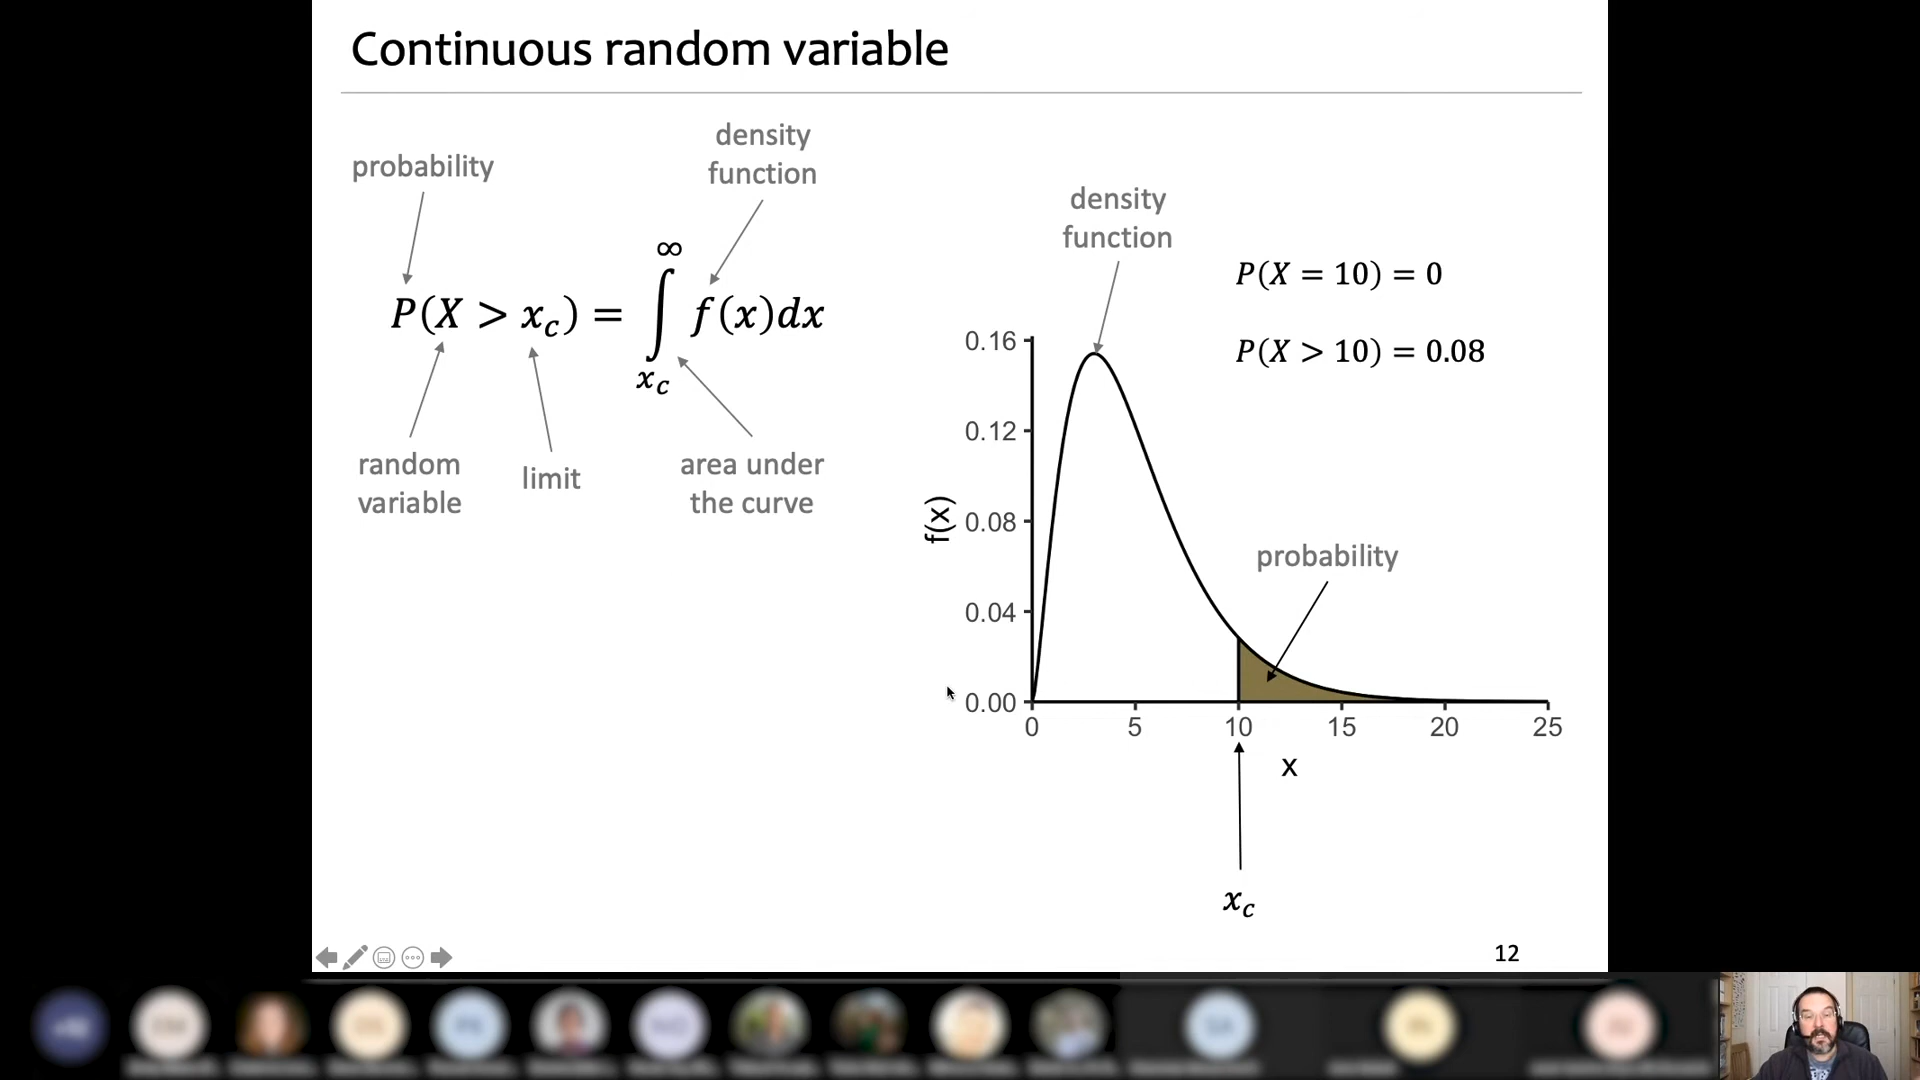 Continuous random variable
probability
density
function
P(X > x_c) = ∫_{x_c}^{∞} f(x)dx
random
variable
limit
area under
the curve
density
function
P(X = 10) = 0
P(X > 10) = 0.08
0.16
0.12
0.08
0.04
0.00
f(x)
probability
0 5 10 15 20 25
x
x_c
12